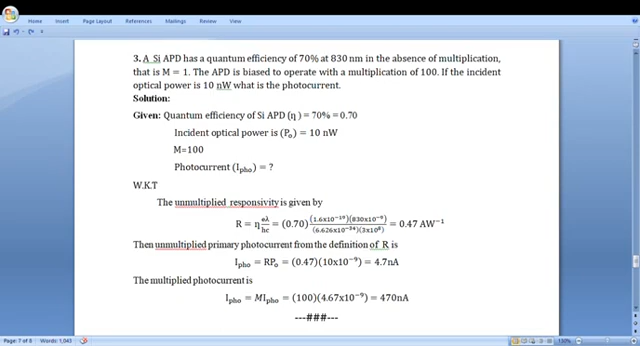 Home Insert Page Layout References Mailings Review View
3. A Si APD has a quantum efficiency of 70% at 830 nm in the absence of multiplication,
that is M = 1. The APD is biased to operate with a multiplication of 100. If the incident
optical power is 10 nW what is the photocurrent.
Solution:
Given: Quantum efficiency of Si APD (η) = 70% = 0.70
Incident optical power is (Pₒ) = 10 nW
M=100
Photocurrent (Iₚₕₒ) = ?
W.K.T
The unmultiplied responsivity is given by
R = η eλ/hc = (0.70) (1.6x10⁻¹⁹)(830x10⁻⁹)/(6.626x10⁻³⁴)(3x10⁸) = 0.47 AW⁻¹
Then unmultiplied primary photocurrent from the definition of R is
Iₚₕₒ = RPₒ = (0.47)(10x10⁻⁹) = 4.7nA
The multiplied photocurrent is
Iₚₕₒ = MIₚₕₒ = (100)(4.67x10⁻⁹) = 470nA
---###---
Page: 7 of 8 Words: 1,043 130%